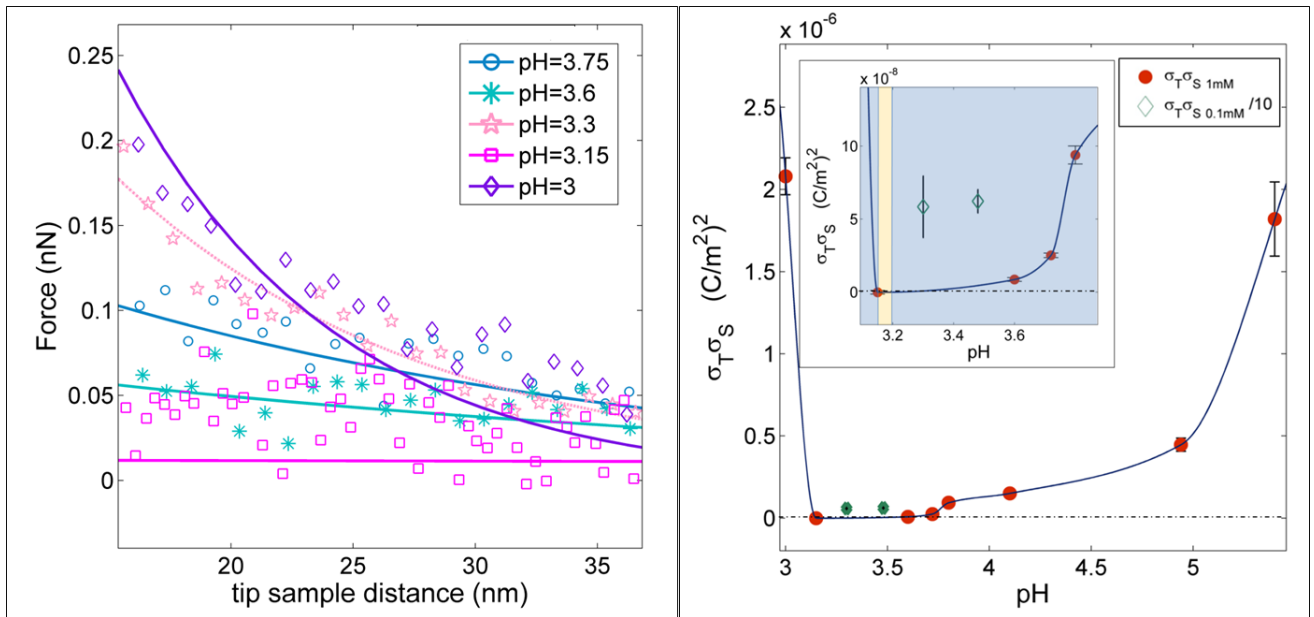 0.25
0.2
0.15
0.1
0.05
0
20
25
30
35
Force (nN)
tip sample distance (nm)
pH=3.75
pH=3.6
pH=3.3
pH=3.15
pH=3
x 10⁻⁶
2.5
2
1.5
1
0.5
0
3
3.5
4
4.5
5
σTσS (C/m²)²
pH
σTσS 1mM
σTσS 0.1mM /10
x 10⁻⁸
10
5
0
3.2
3.4
3.6
σTσS (C/m²)²
pH